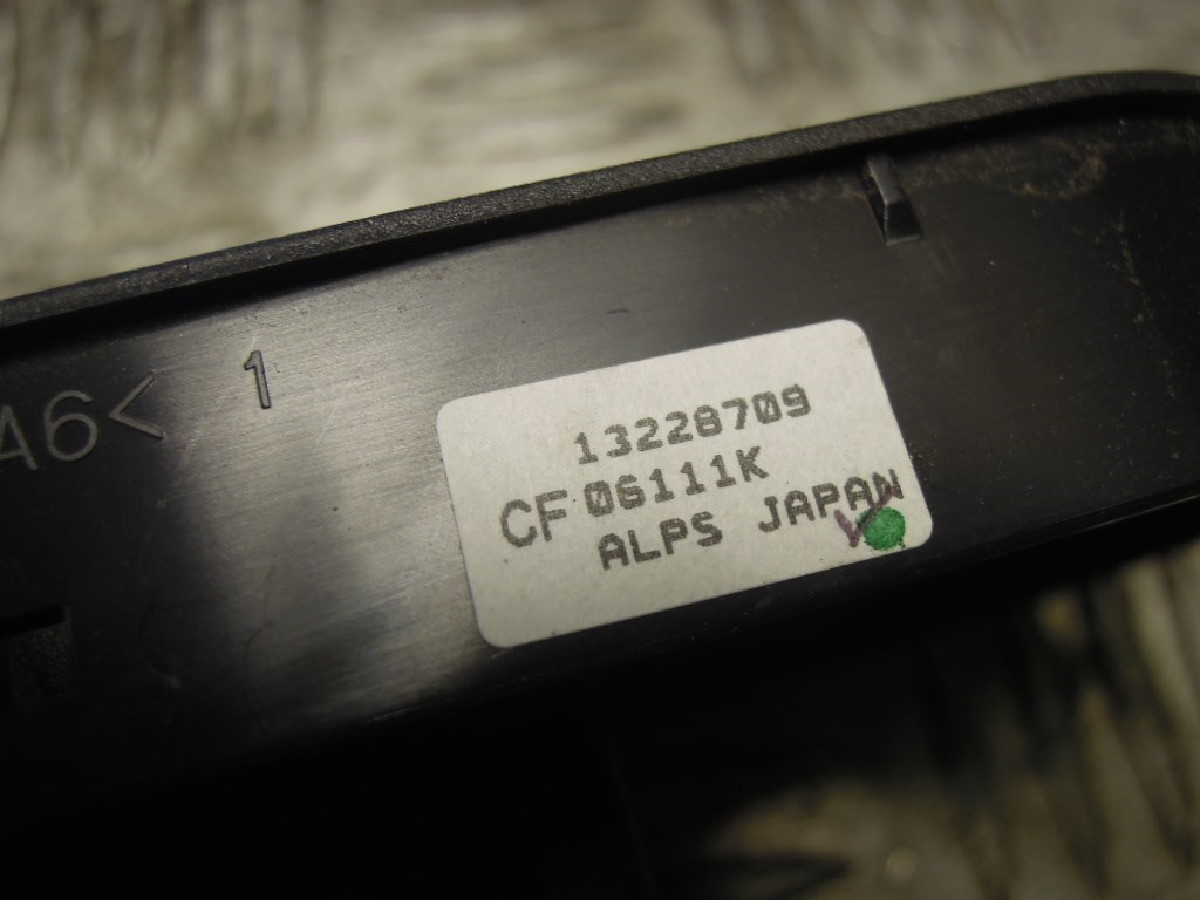 A6< 1
13228709
CF 06111K
ALPS JAPAN